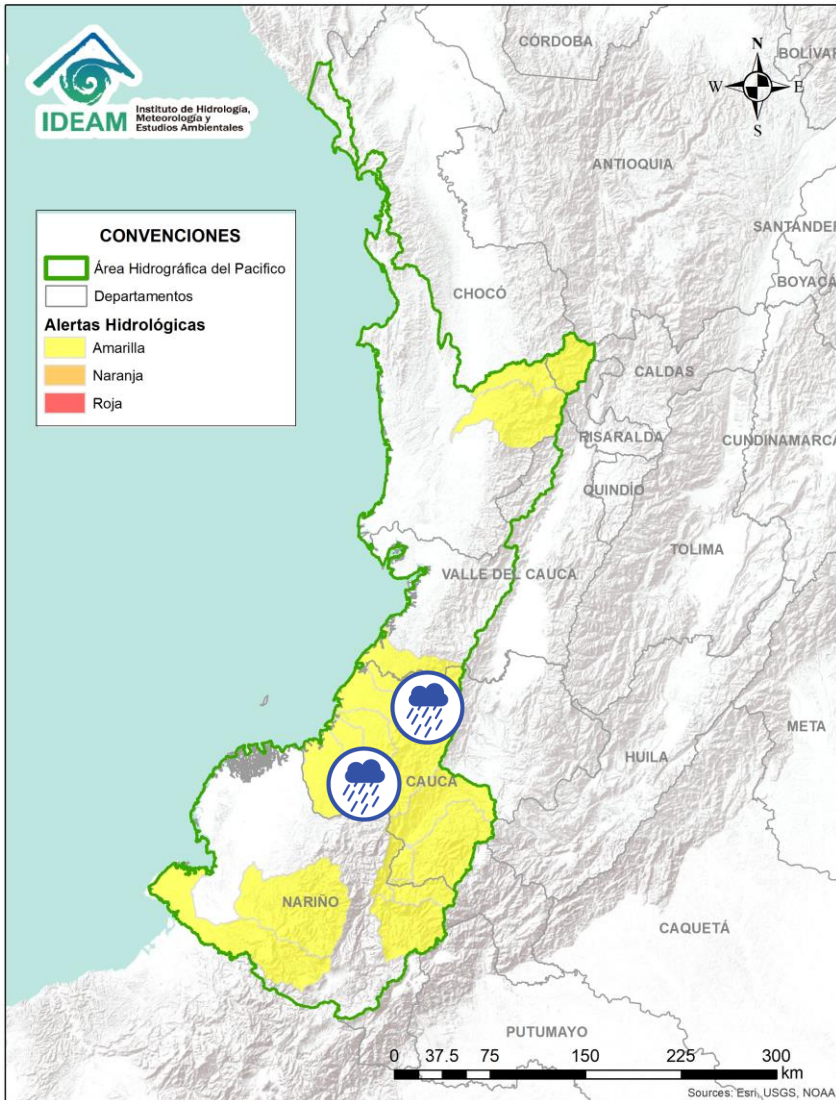 IDEAM
Instituto de Hidrología,
Meteorología y
Estudios Ambientales
N
W
E
S
CÓRDOBA
BOLÍVAR
ANTIOQUIA
SANTANDER
BOYACÁ
CONVENCIONES
Área Hidrográfica del Pacifico
Departamentos
Alertas Hidrológicas
Amarilla
Naranja
Roja
CHOCÓ
CALDAS
RISARALDA
CUNDINAMARCA
QUINDÍO
TOLIMA
VALLE DEL CAUCA
META
HUILA
CAUCA
NARIÑO
CAQUETÁ
PUTUMAYO
0 37.5 75 150 225 300
km
Sources: Esri, USGS, NOAA